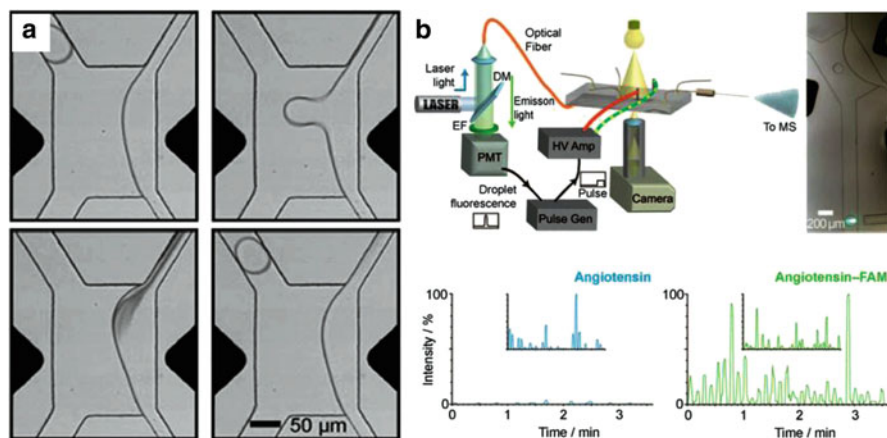 a
50 µm
b
Optical
Fiber
Laser
light
DM
Emisson
light
LASER
EF
PMT
HV Amp
To MS
Droplet
fluorescence
Pulse
Pulse Gen
Camera
200 µm
Angiotensin
Angiotensin–FAM
Intensity / %
100
50
0
0 1 2 3
Time / min
100
50
0
0 1 2 3
Time / min